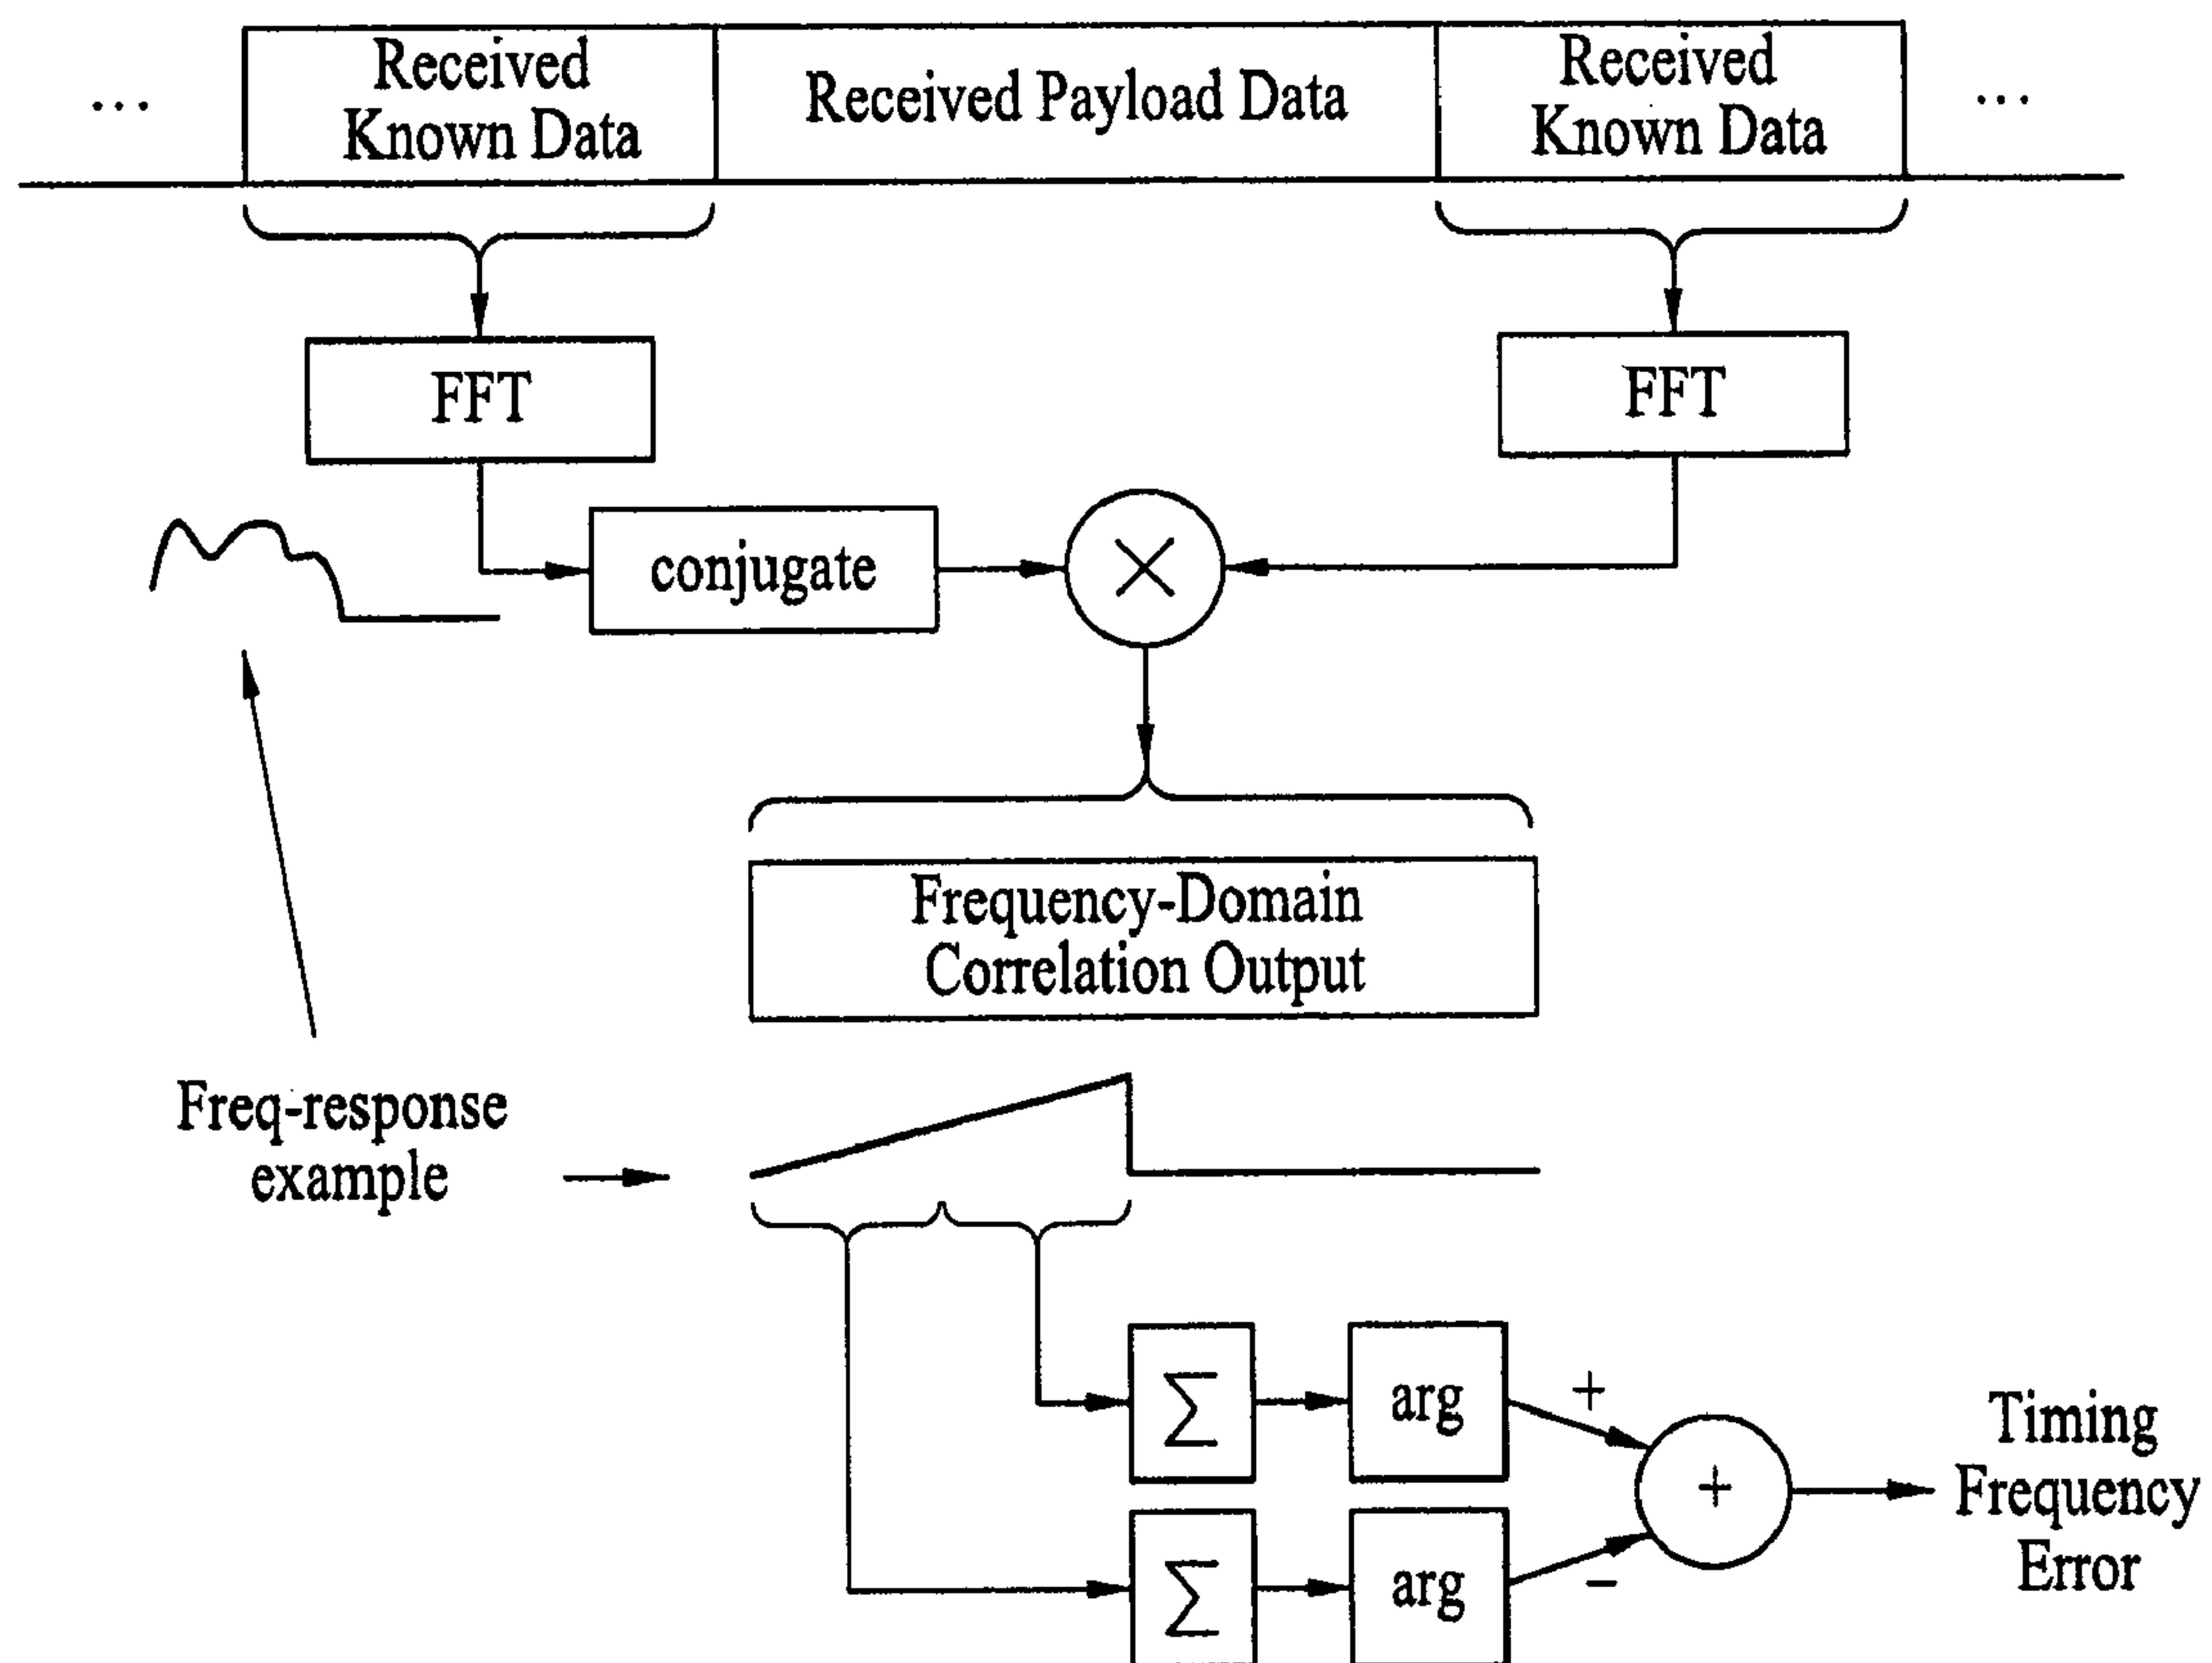 ...
Received
Known Data
Received Payload Data
Received
Known Data
...
FFT
FFT
conjugate
×
Frequency-Domain
Correlation Output
Freq-response
example
∑
arg
+
+
Timing
Frequency
Error
∑
arg
−